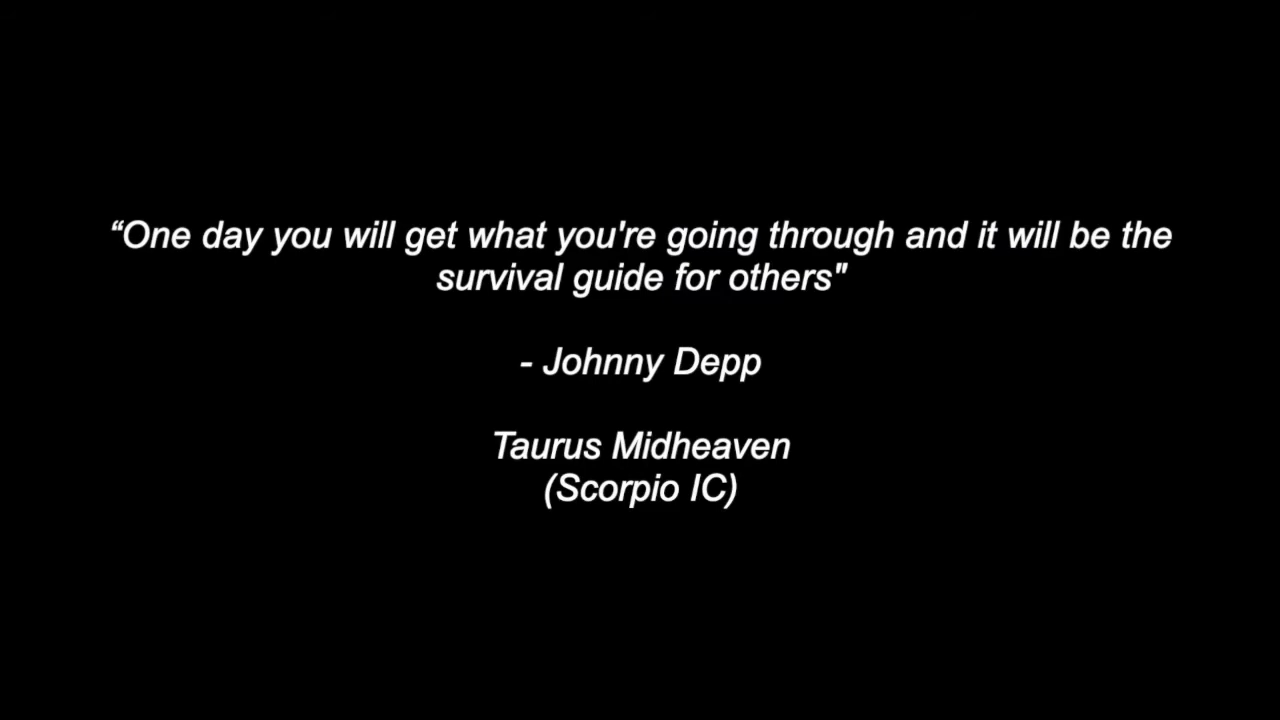 “One day you will get what you're going through and it will be the
survival guide for others"
- Johnny Depp
Taurus Midheaven
(Scorpio IC)